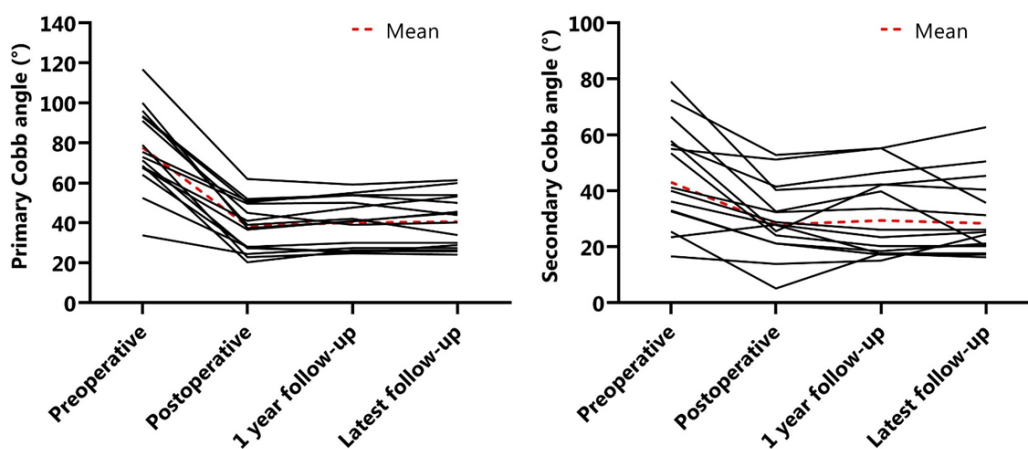 Primary Cobb angle (°)
140
120
100
80
60
40
20
0
Mean
Preoperative
Postoperative
1 year follow-up
Latest follow-up
Secondary Cobb angle (°)
100
80
60
40
20
0
Mean
Preoperative
Postoperative
1 year follow-up
Latest follow-up